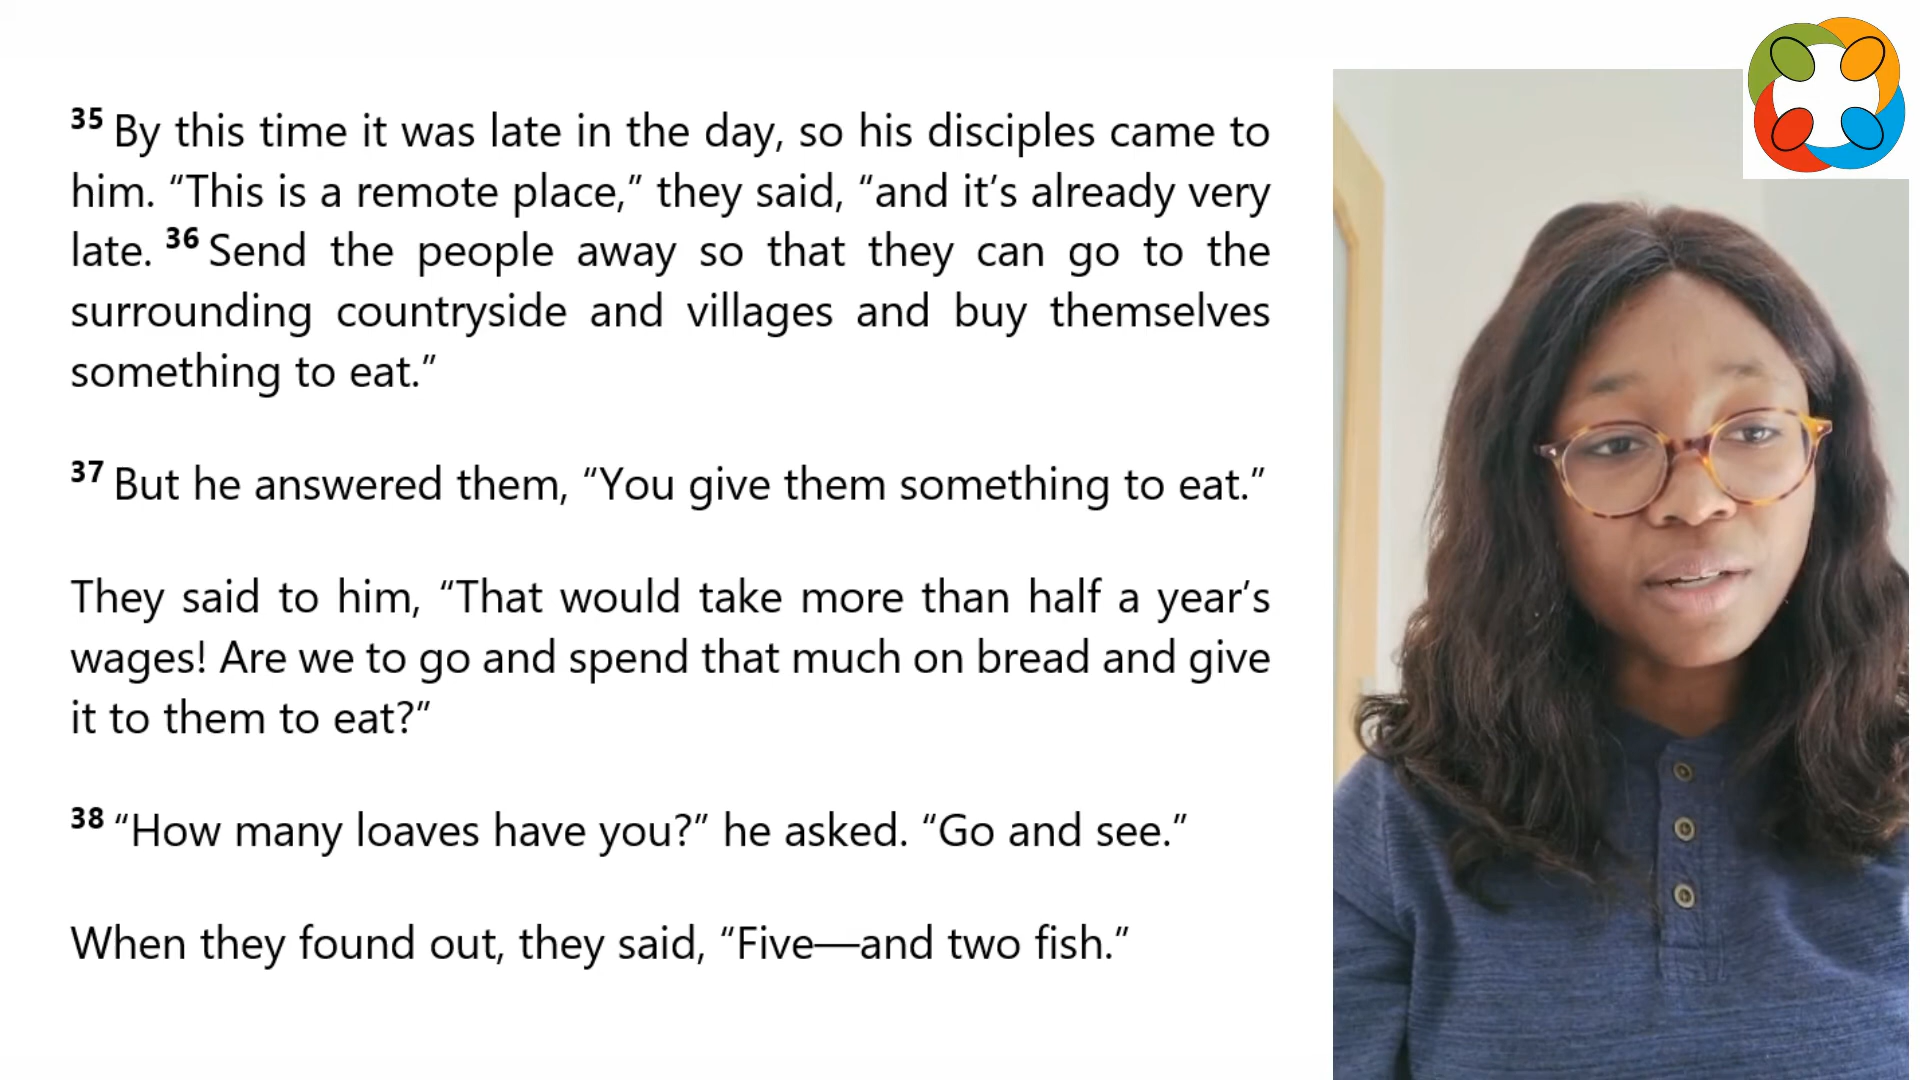 35 By this time it was late in the day, so his disciples came to
him. “This is a remote place,” they said, “and it’s already very
late. 36 Send the people away so that they can go to the
surrounding countryside and villages and buy themselves
something to eat.”
37 But he answered them, “You give them something to eat.”
They said to him, “That would take more than half a year’s
wages! Are we to go and spend that much on bread and give
it to them to eat?”
38 “How many loaves have you?” he asked. “Go and see.”
When they found out, they said, “Five—and two fish.”